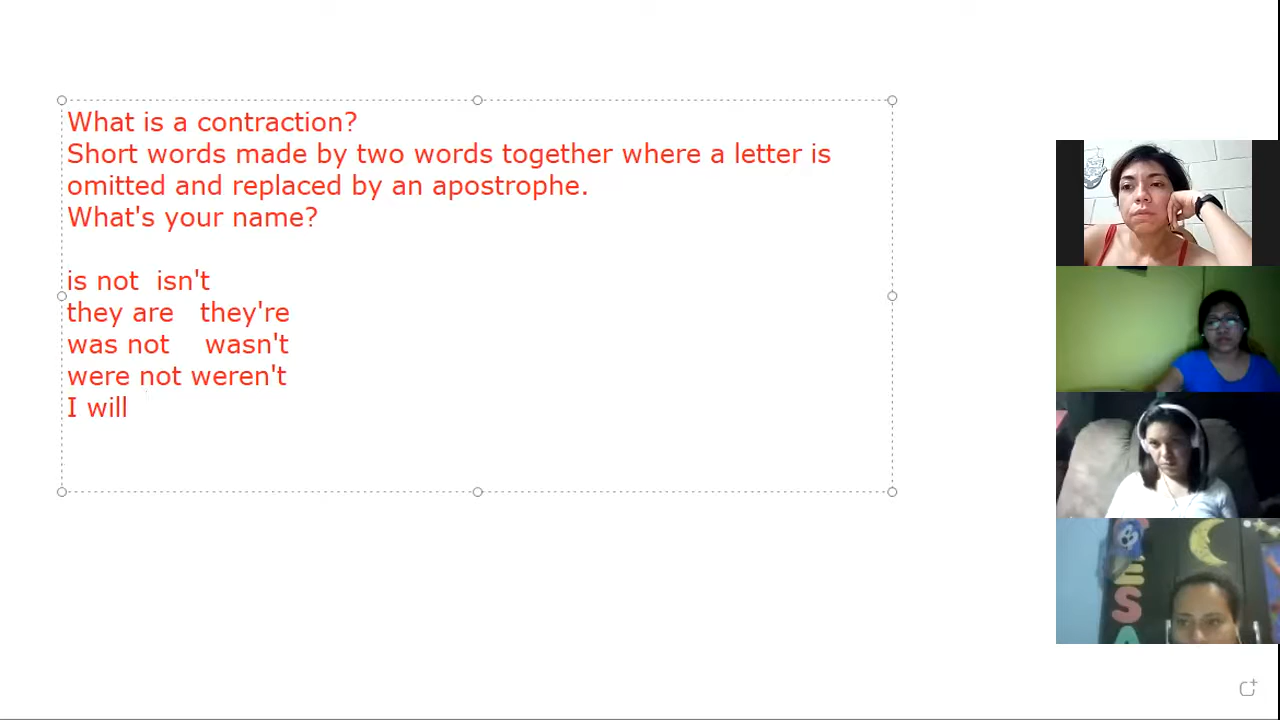 What is a contraction?
Short words made by two words together where a letter is
omitted and replaced by an apostrophe.
What's your name?
is not  isn't
they are   they're
was not    wasn't
were not weren't
I will
E
S
A